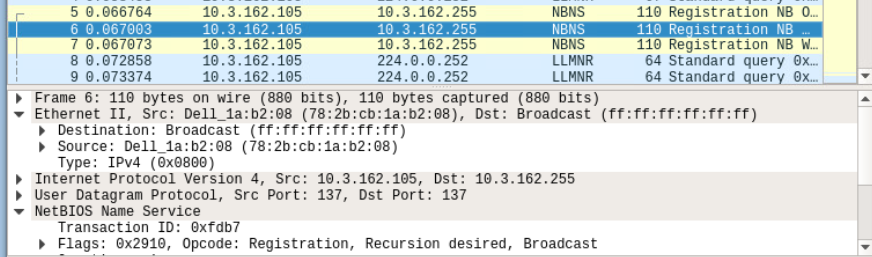 5 0.066764 10.3.162.105 10.3.162.255 NBNS 110 Registration NB O…
6 0.067003 10.3.162.105 10.3.162.255 NBNS 110 Registration NB …
7 0.067073 10.3.162.105 10.3.162.255 NBNS 110 Registration NB W…
8 0.072858 10.3.162.105 224.0.0.252 LLMNR 64 Standard query 0x…
9 0.073374 10.3.162.105 224.0.0.252 LLMNR 64 Standard query 0x…
Frame 6: 110 bytes on wire (880 bits), 110 bytes captured (880 bits)
Ethernet II, Src: Dell_1a:b2:08 (78:2b:cb:1a:b2:08), Dst: Broadcast (ff:ff:ff:ff:ff:ff)
Destination: Broadcast (ff:ff:ff:ff:ff:ff)
Source: Dell_1a:b2:08 (78:2b:cb:1a:b2:08)
Type: IPv4 (0x0800)
Internet Protocol Version 4, Src: 10.3.162.105, Dst: 10.3.162.255
User Datagram Protocol, Src Port: 137, Dst Port: 137
NetBIOS Name Service
Transaction ID: 0xfdb7
Flags: 0x2910, Opcode: Registration, Recursion desired, Broadcast